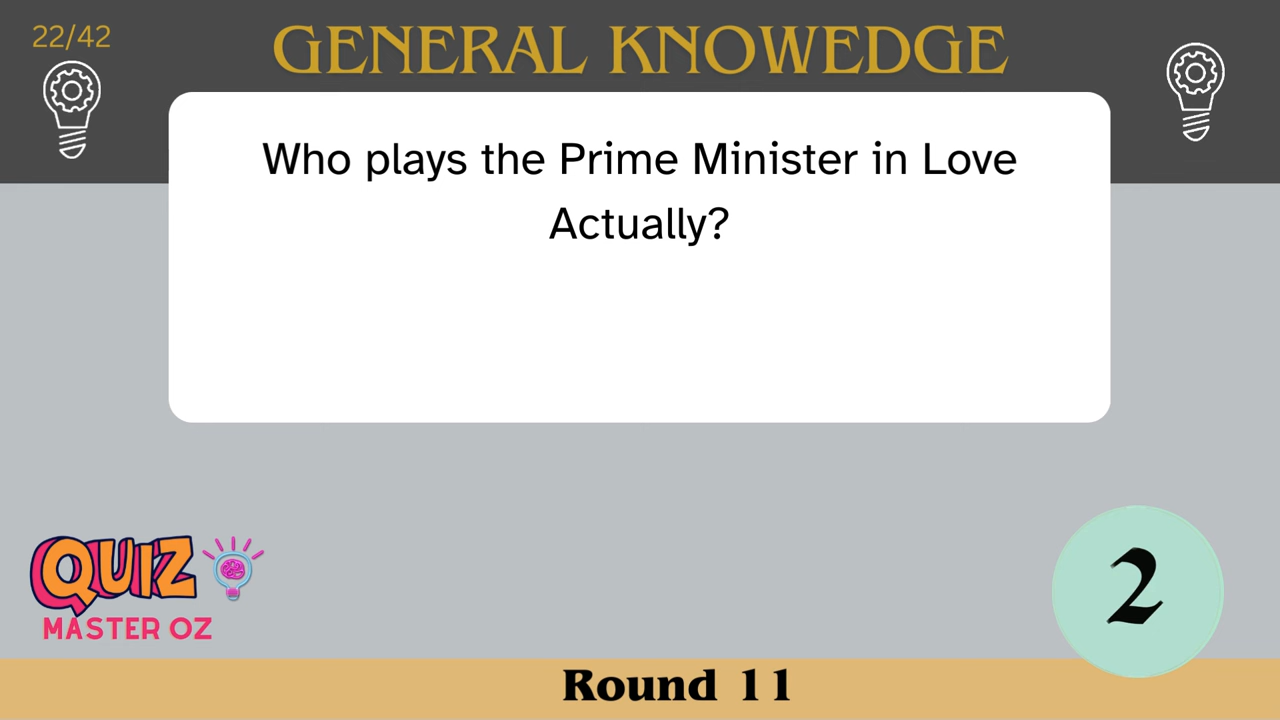 22/42
GENERAL KNOWEDGE
Who plays the Prime Minister in Love
Actually?
QUIZ
MASTER OZ
2
Round 11